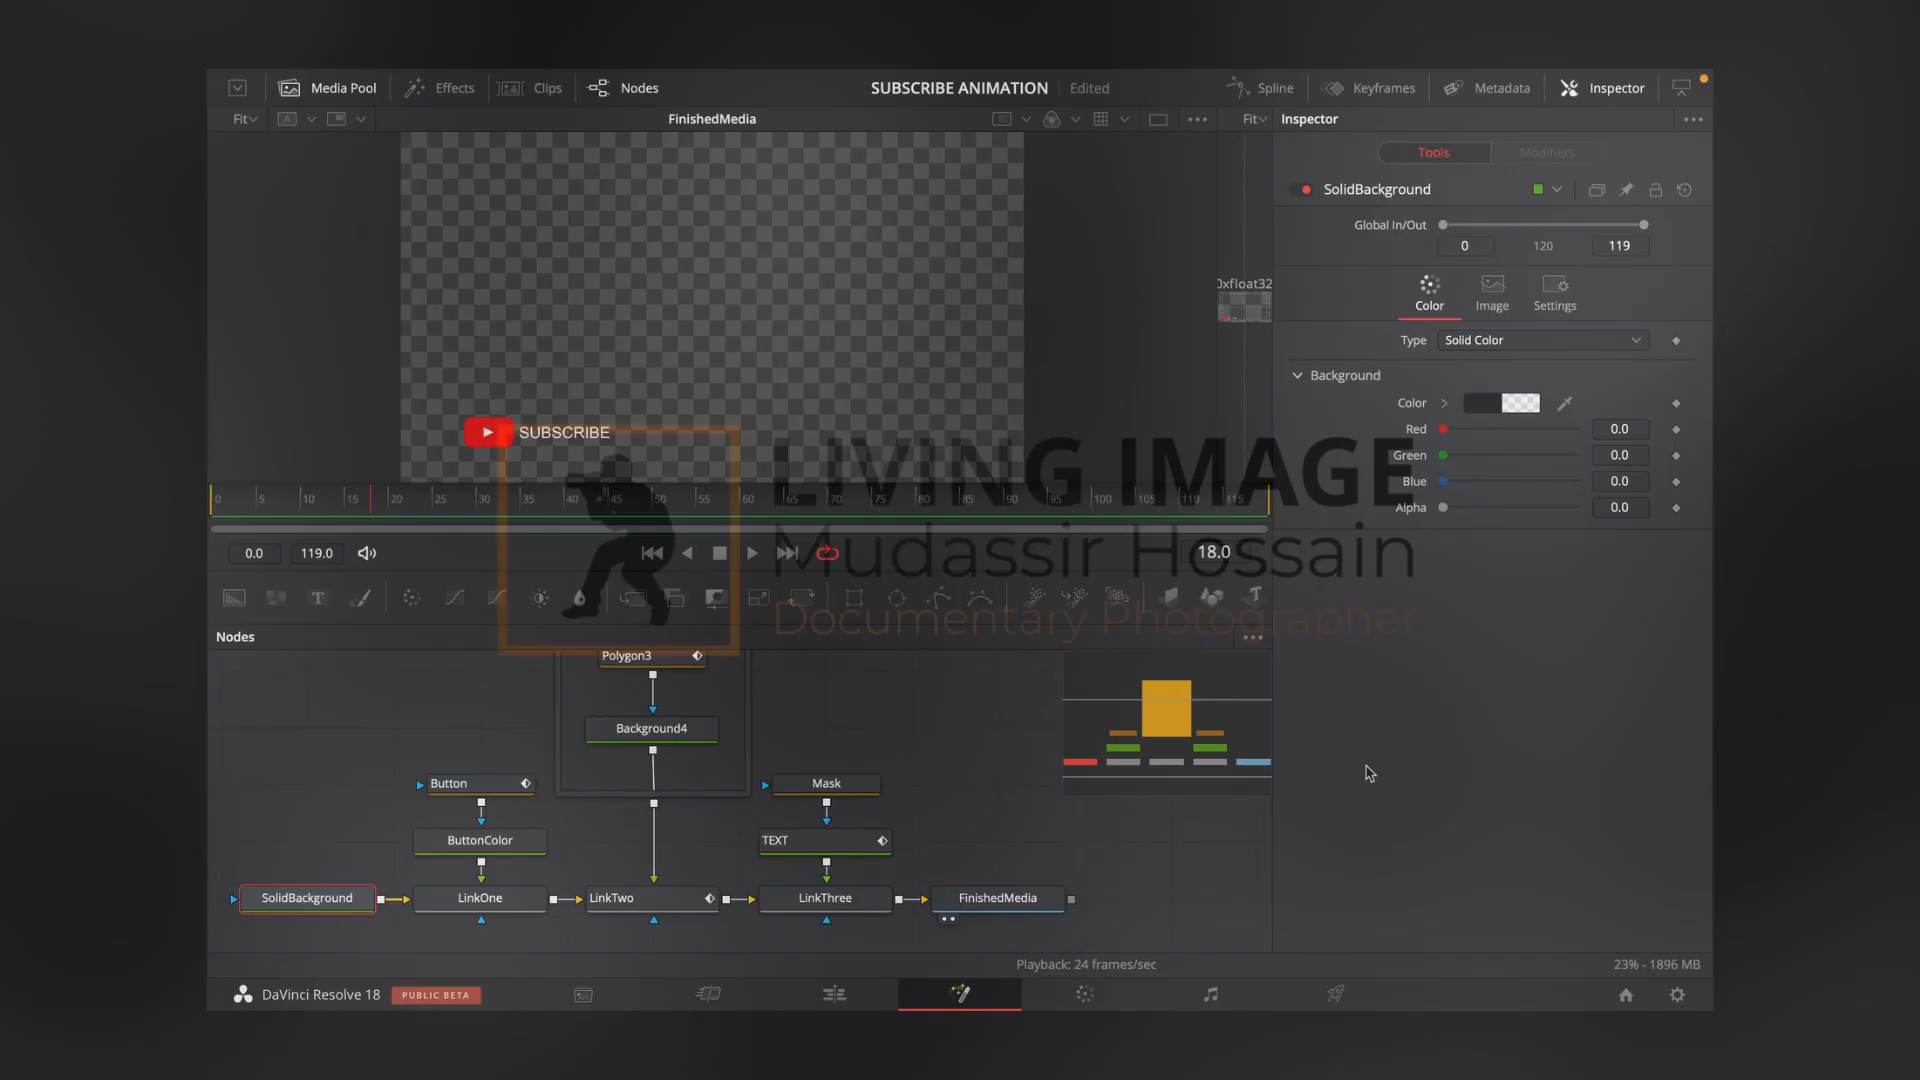 Media Pool Effects Clips Nodes SUBSCRIBE ANIMATION Edited Spline Keyframes Metadata Inspector
Fit A FinishedMedia Fit Inspector
Tools Modifiers
SolidBackground
Global In/Out
0 120 119
0xfloat32
Color Image Settings
Type Solid Color
Background
Color
Red 0.0
Green 0.0
Blue 0.0
Alpha 0.0
SUBSCRIBE
LIVING IMAGE
Mudassir Hossain
Documentary Photographer
0 5 10 15 20 25 30 35 40 45 50 55 60 65 70 75 80 85 90 95 100 105 110 115
0.0 119.0 18.0
Nodes
Polygon3
Background4
Button Mask
ButtonColor TEXT
SolidBackground LinkOne LinkTwo LinkThree FinishedMedia
Playback: 24 frames/sec 23% - 1896 MB
DaVinci Resolve 18 PUBLIC BETA